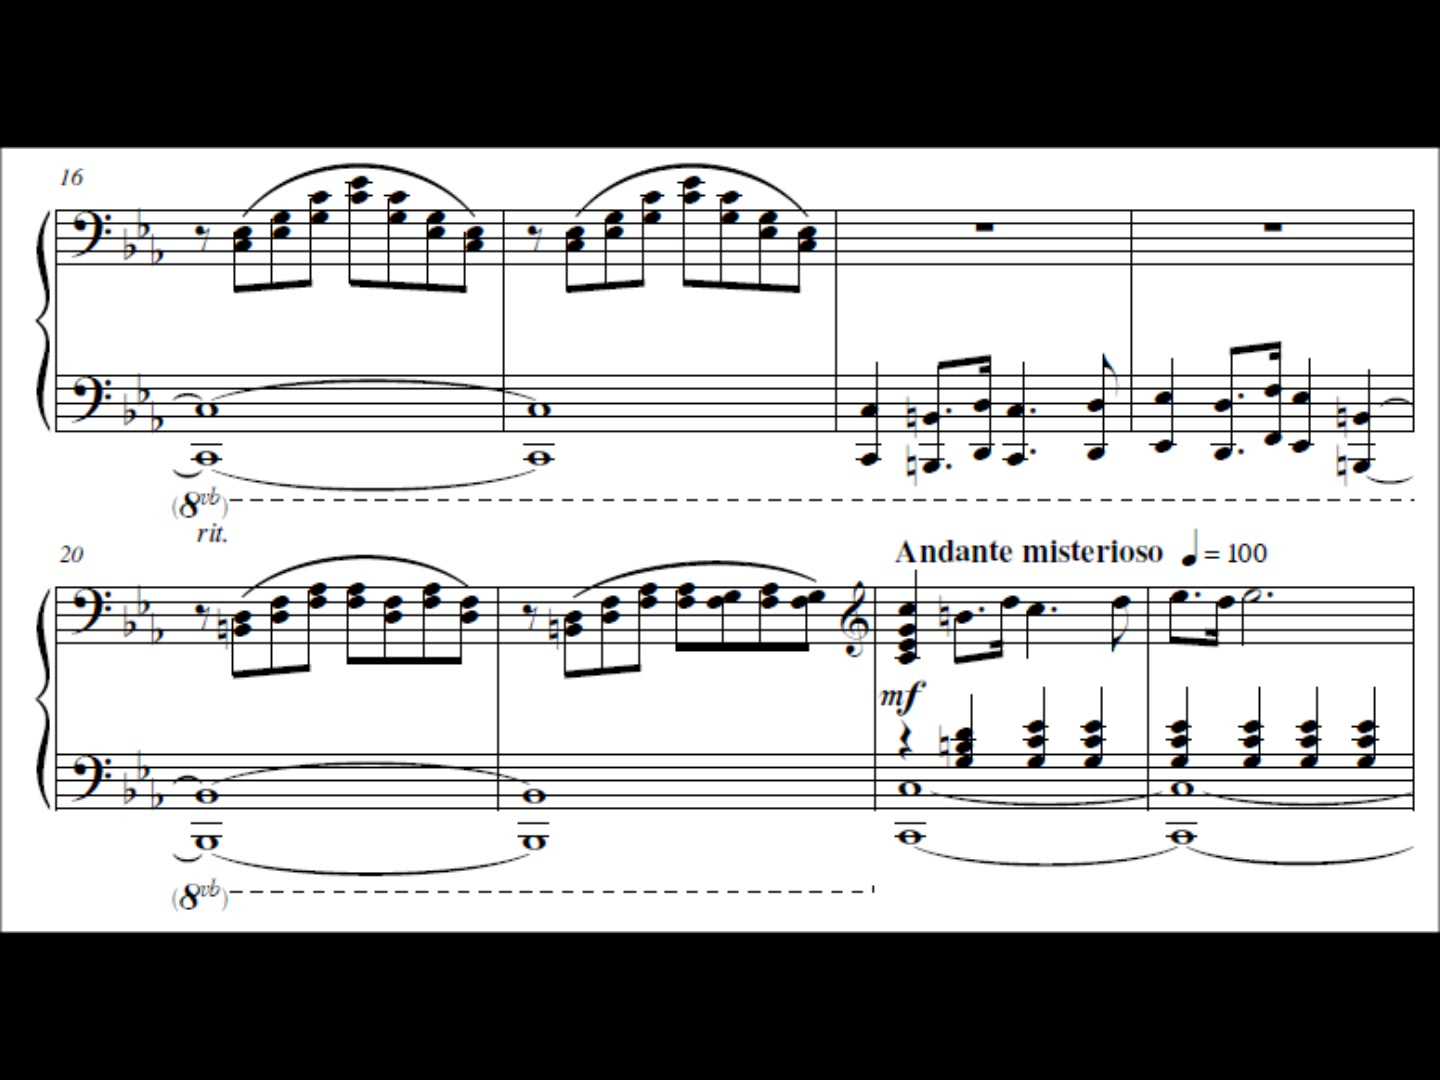 16
(8vb)
rit.
20
Andante misterioso ♩ = 100
mf
(8vb)